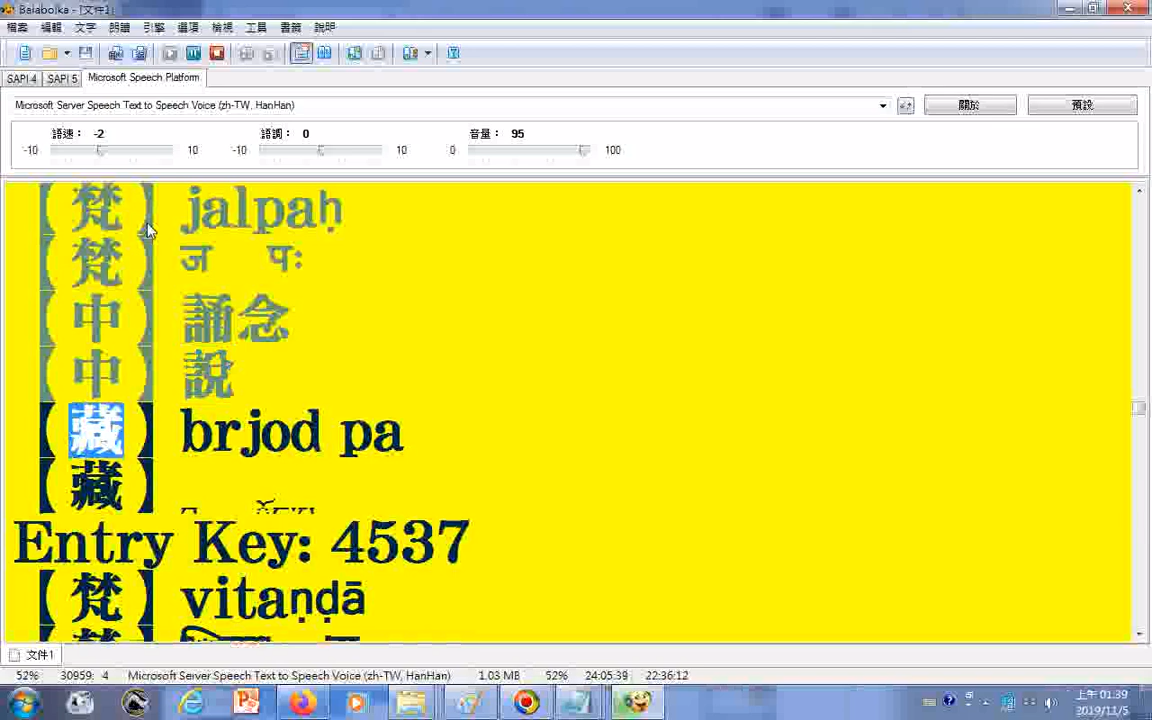 Balabolka - [文件1]
檔案 編輯 文字 朗讀 引擎 選項 檢視 工具 書籤 說明
SAPI 4 SAPI 5 Microsoft Speech Platform
Microsoft Server Speech Text to Speech Voice (zh-TW, HanHan) 關於 預設
語速： -2 語調： 0 音量： 95
-10 10 -10 10 0 100
【梵】 jalpaḥ
【梵】 ज पः
【中】 誦念
【中】 說
【藏】 brjod pa
【藏】
Entry Key: 4537
【梵】 vitaṇḍā
文件1
52% 30959: 4 Microsoft Server Speech Text to Speech Voice (zh-TW, HanHan) 1.03 MB 52% 24:05:39 22:36:12
上午 01:39
2019/11/5